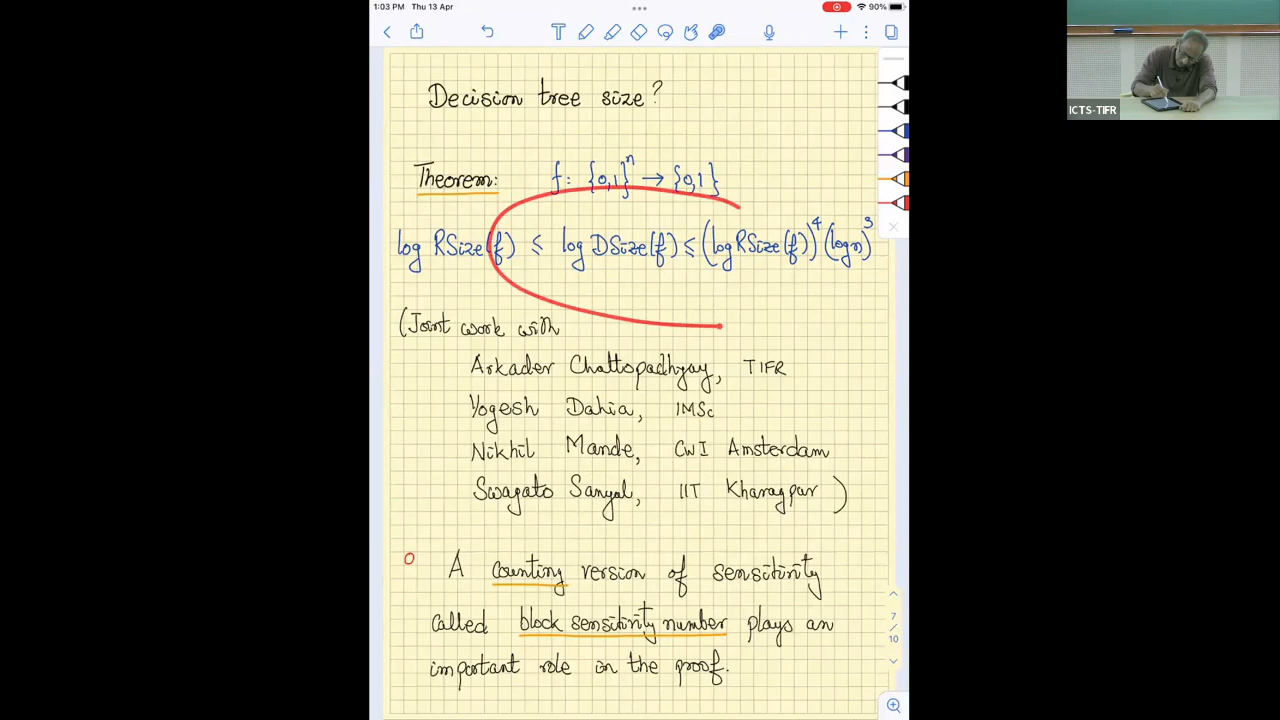 1:03 PM Thu 13 Apr
90%
Decision tree size?
Theorem: f: {0,1}^n → {0,1}
log RSize(f) ≤ log DSize(f) ≤ (log RSize(f))^4 (log n)^3
(Joint work with
Arkadev Chattopadhyay, TIFR
Yogesh Dahiya, IMSc
Nikhil Mande, CWI Amsterdam
Swagato Sanyal, IIT Kharagpur)
A counting version of sensitivity
called block sensitivity number plays an
important role in the proof.
7
/
10
ICTS-TIFR